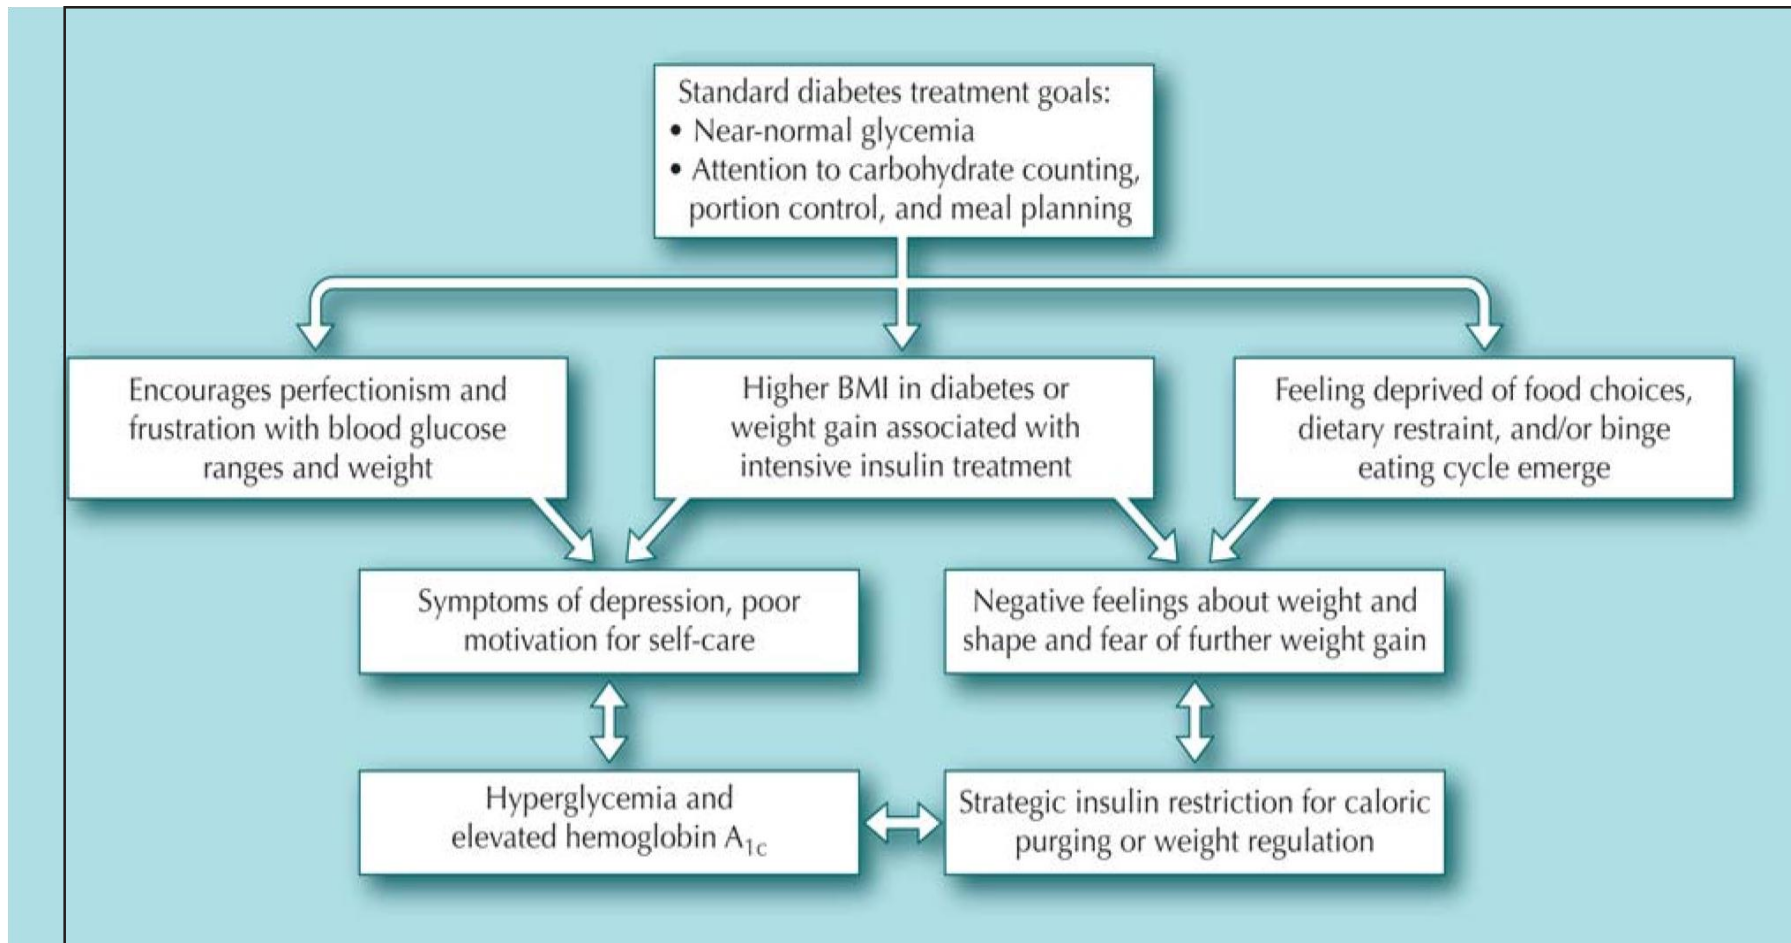 Standard diabetes treatment goals:
• Near-normal glycemia
• Attention to carbohydrate counting,
portion control, and meal planning
Encourages perfectionism and
frustration with blood glucose
ranges and weight
Higher BMI in diabetes or
weight gain associated with
intensive insulin treatment
Feeling deprived of food choices,
dietary restraint, and/or binge
eating cycle emerge
Symptoms of depression, poor
motivation for self-care
Negative feelings about weight and
shape and fear of further weight gain
Hyperglycemia and
elevated hemoglobin A1c
Strategic insulin restriction for caloric
purging or weight regulation